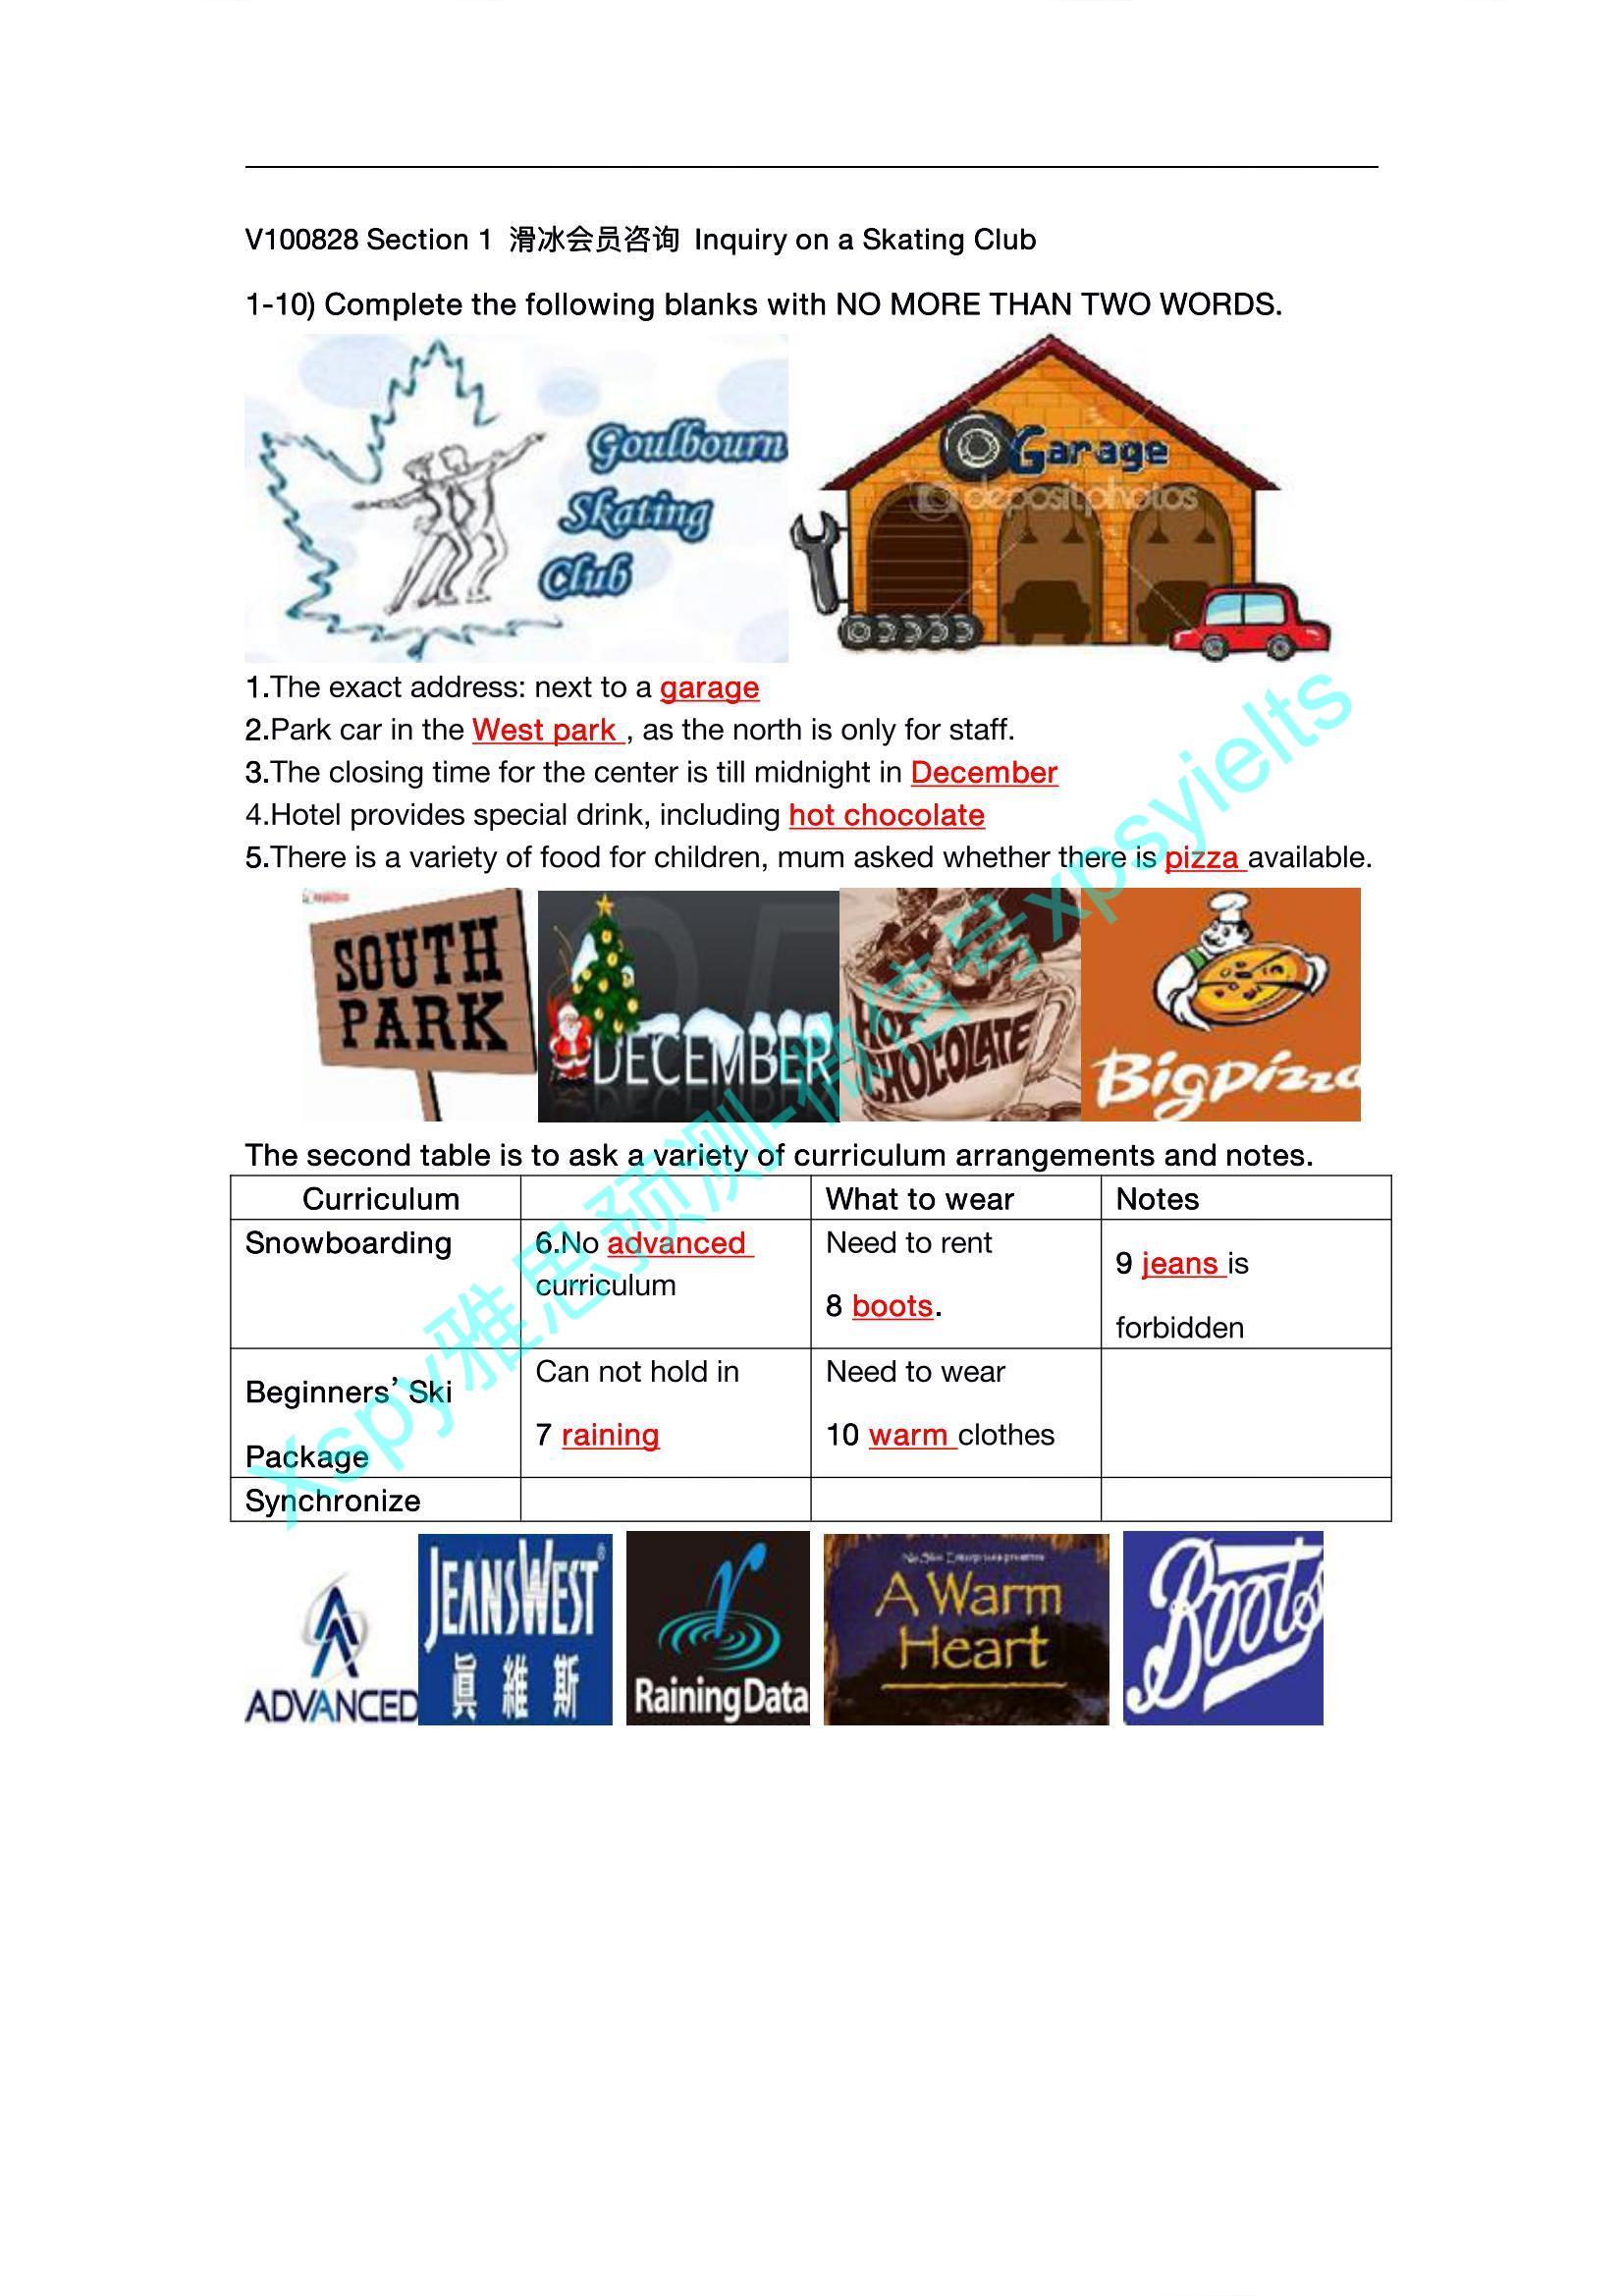 V100828 Section 1 滑冰会员咨询 Inquiry on a Skating Club
1-10) Complete the following blanks with NO MORE THAN TWO WORDS.
Goulbourn
Skating
Club
Garage
depositphotos
1.The exact address: next to a garage
2.Park car in the West park , as the north is only for staff.
3.The closing time for the center is till midnight in December
4.Hotel provides special drink, including hot chocolate
5.There is a variety of food for children, mum asked whether there is pizza available.
SOUTH
PARK
DECEMBER
HOT
CHOCOLATE
Bigpizza
The second table is to ask a variety of curriculum arrangements and notes.
Curriculum What to wear Notes
Snowboarding 6.No advanced curriculum Need to rent 8 boots. 9 jeans is forbidden
Beginners’ Ski Package Can not hold in 7 raining Need to wear 10 warm clothes
Synchronize
ADVANCED
JEANSWEST
真維斯
RainingData
A Warm
Heart
Boots
Xspy雅思预测-微信号xpsyielts